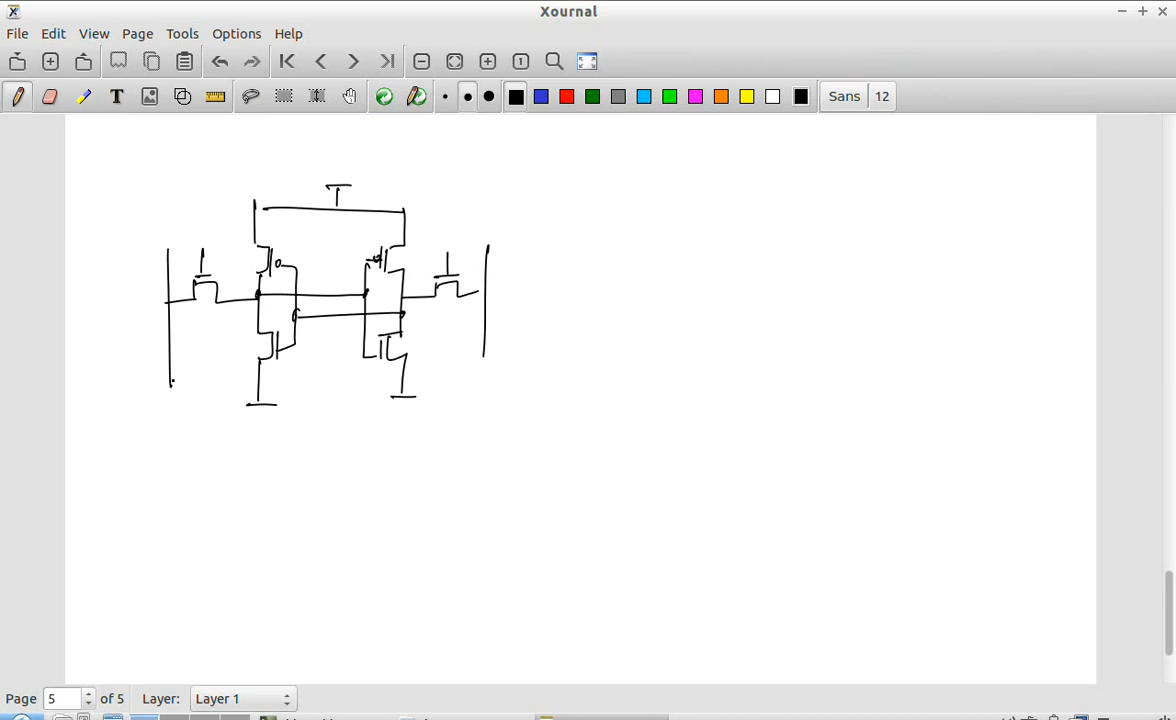 Xournal
File Edit View Page Tools Options Help
T Sans 12
Page 5 of 5 Layer: Layer 1